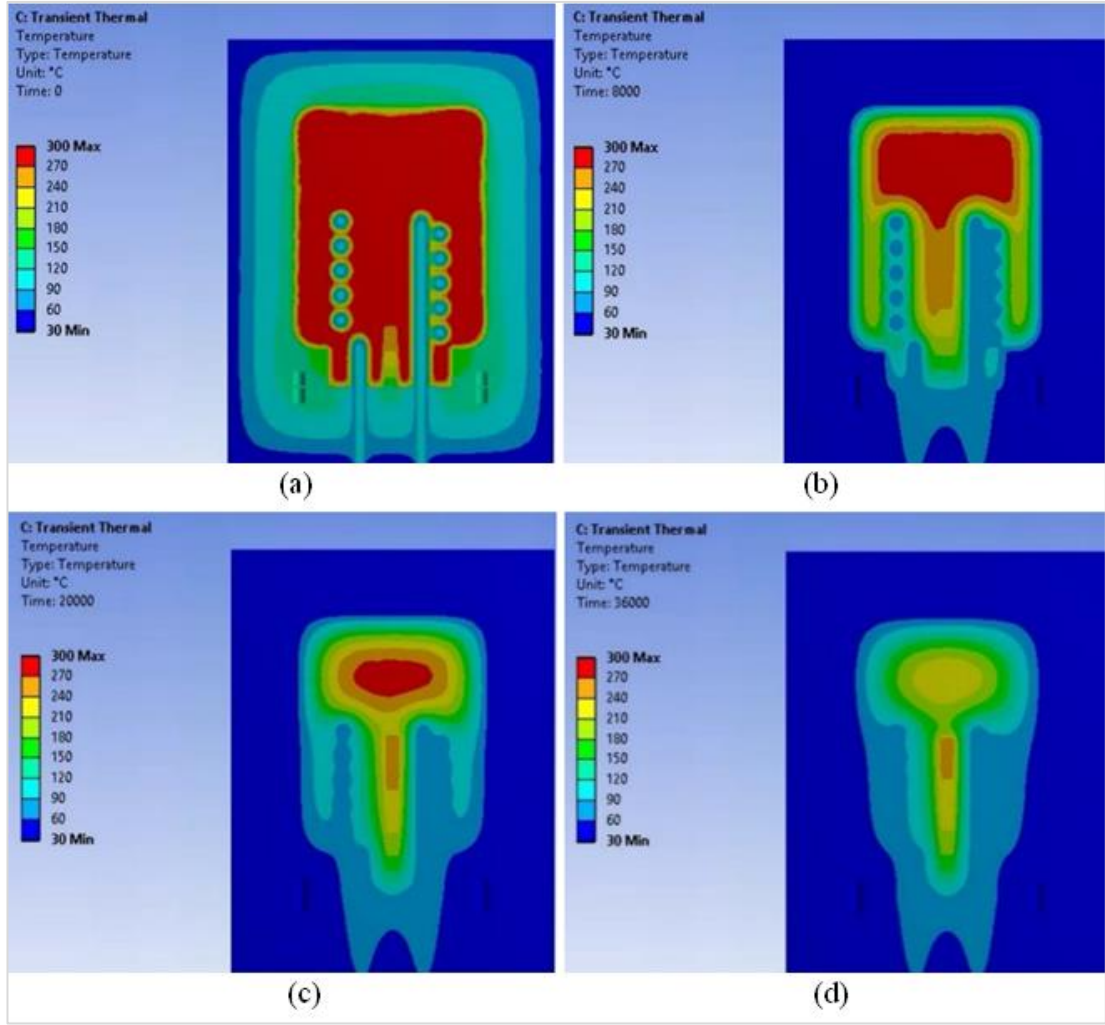 C: Transient Thermal
Temperature
Type: Temperature
Unit: °C
Time: 0
300 Max
270
240
210
180
150
120
90
60
30 Min
(a)
C: Transient Thermal
Temperature
Type: Temperature
Unit: °C
Time: 8000
300 Max
270
240
210
180
150
120
90
60
30 Min
(b)
C: Transient Thermal
Temperature
Type: Temperature
Unit: °C
Time: 20000
300 Max
270
240
210
180
150
120
90
60
30 Min
(c)
C: Transient Thermal
Temperature
Type: Temperature
Unit: °C
Time: 36000
300 Max
270
240
210
180
150
120
90
60
30 Min
(d)